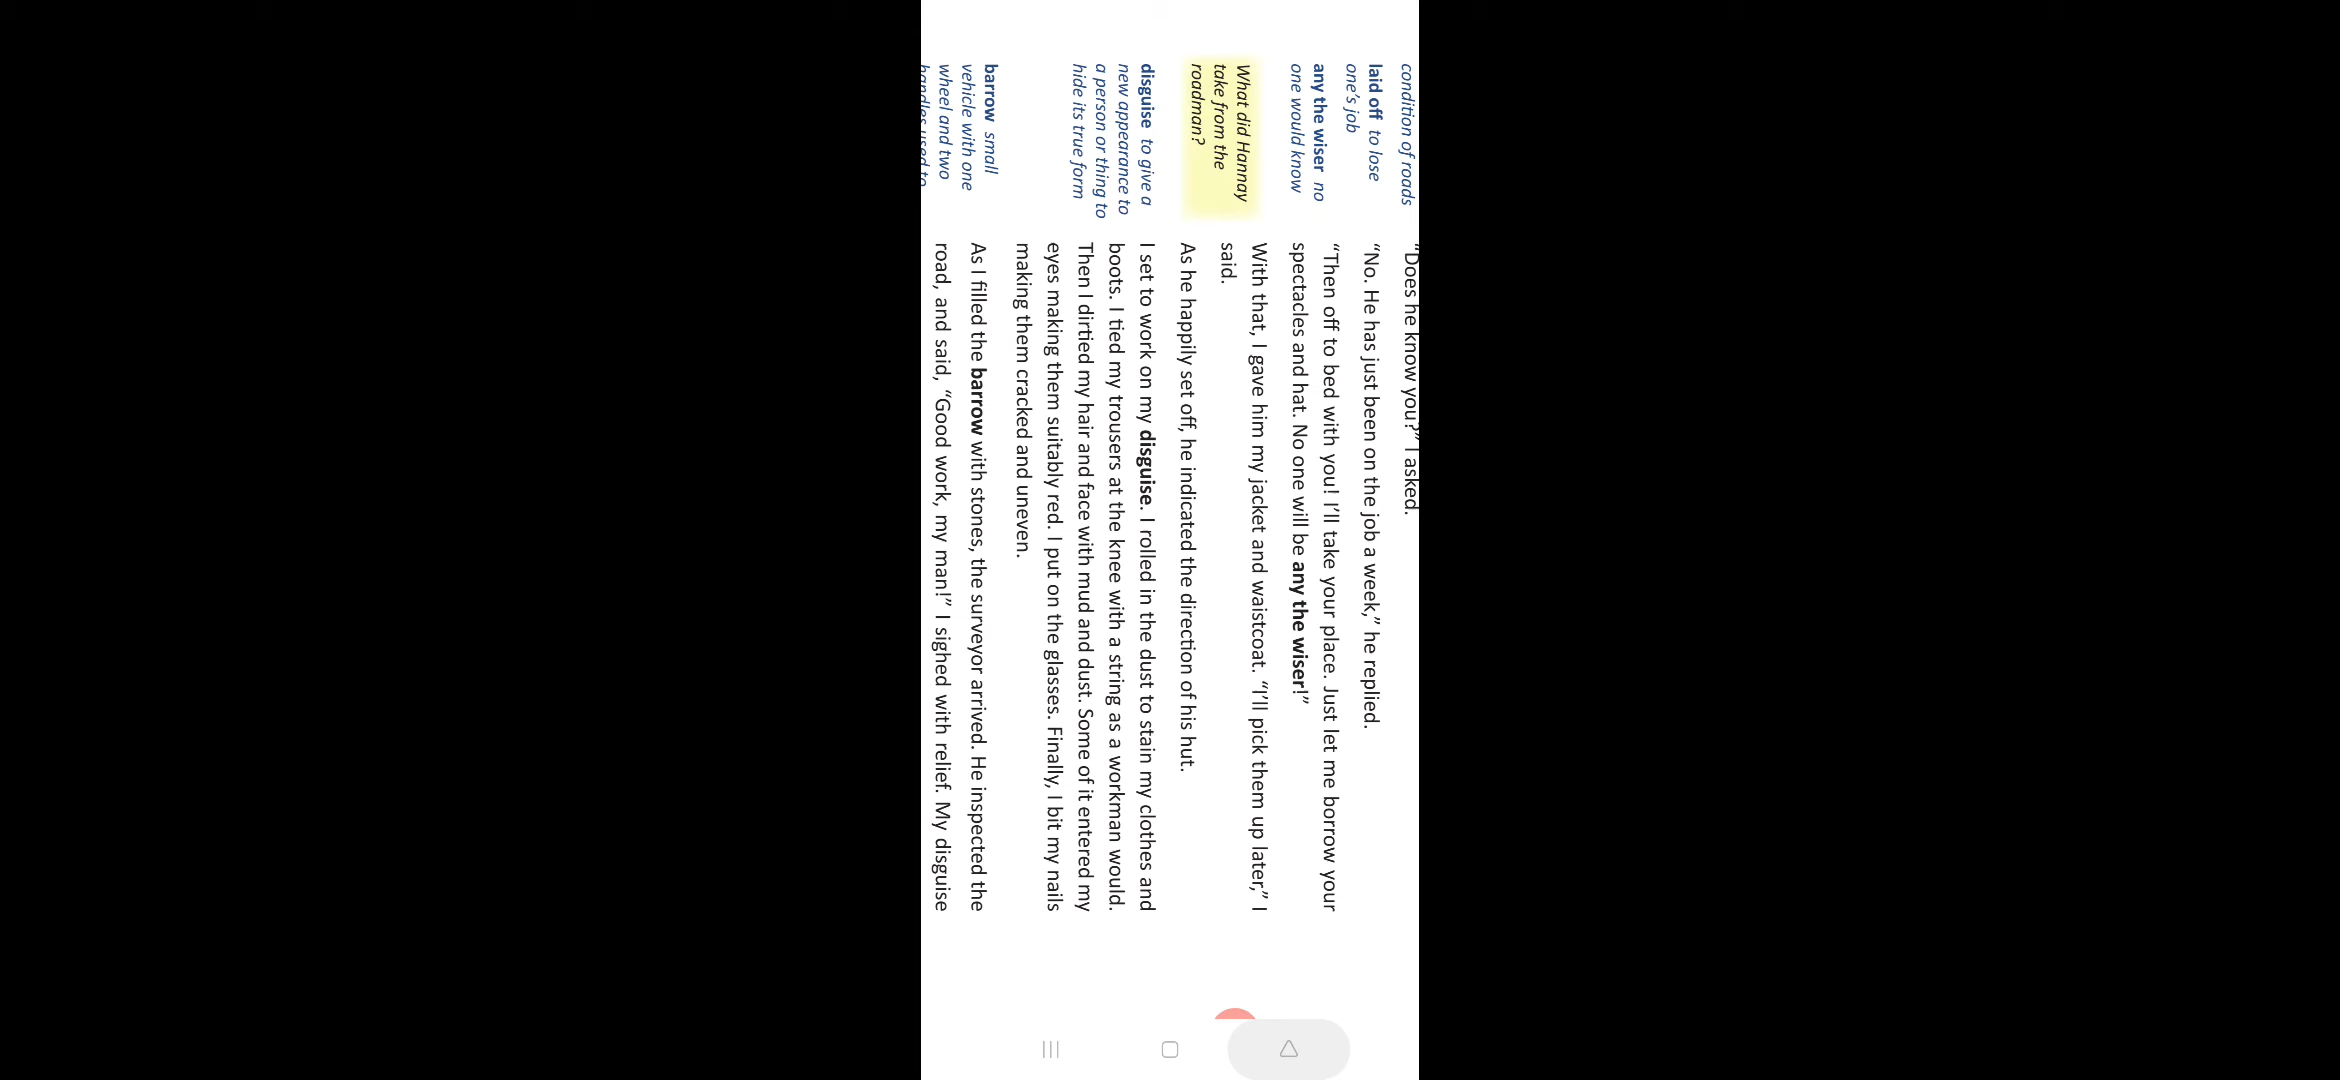 condition of roads
laid off to lose
one's job
any the wiser no
one would know
What did Hannay
take from the
roadman?
disguise to give a
new appearance to
a person or thing to
hide its true form
barrow small
vehicle with one
wheel and two
handles used to
"Does he know you?" I asked.
"No. He has just been on the job a week," he replied.
"Then off to bed with you! I'll take your place. Just let me borrow your
spectacles and hat. No one will be any the wiser!"
With that, I gave him my jacket and waistcoat. "I'll pick them up later," I
said.
As he happily set off, he indicated the direction of his hut.
I set to work on my disguise. I rolled in the dust to stain my clothes and
boots. I tied my trousers at the knee with a string as a workman would.
Then I dirtied my hair and face with mud and dust. Some of it entered my
eyes making them suitably red. I put on the glasses. Finally, I bit my nails
making them cracked and uneven.
As I filled the barrow with stones, the surveyor arrived. He inspected the
road, and said, "Good work, my man!" I sighed with relief. My disguise